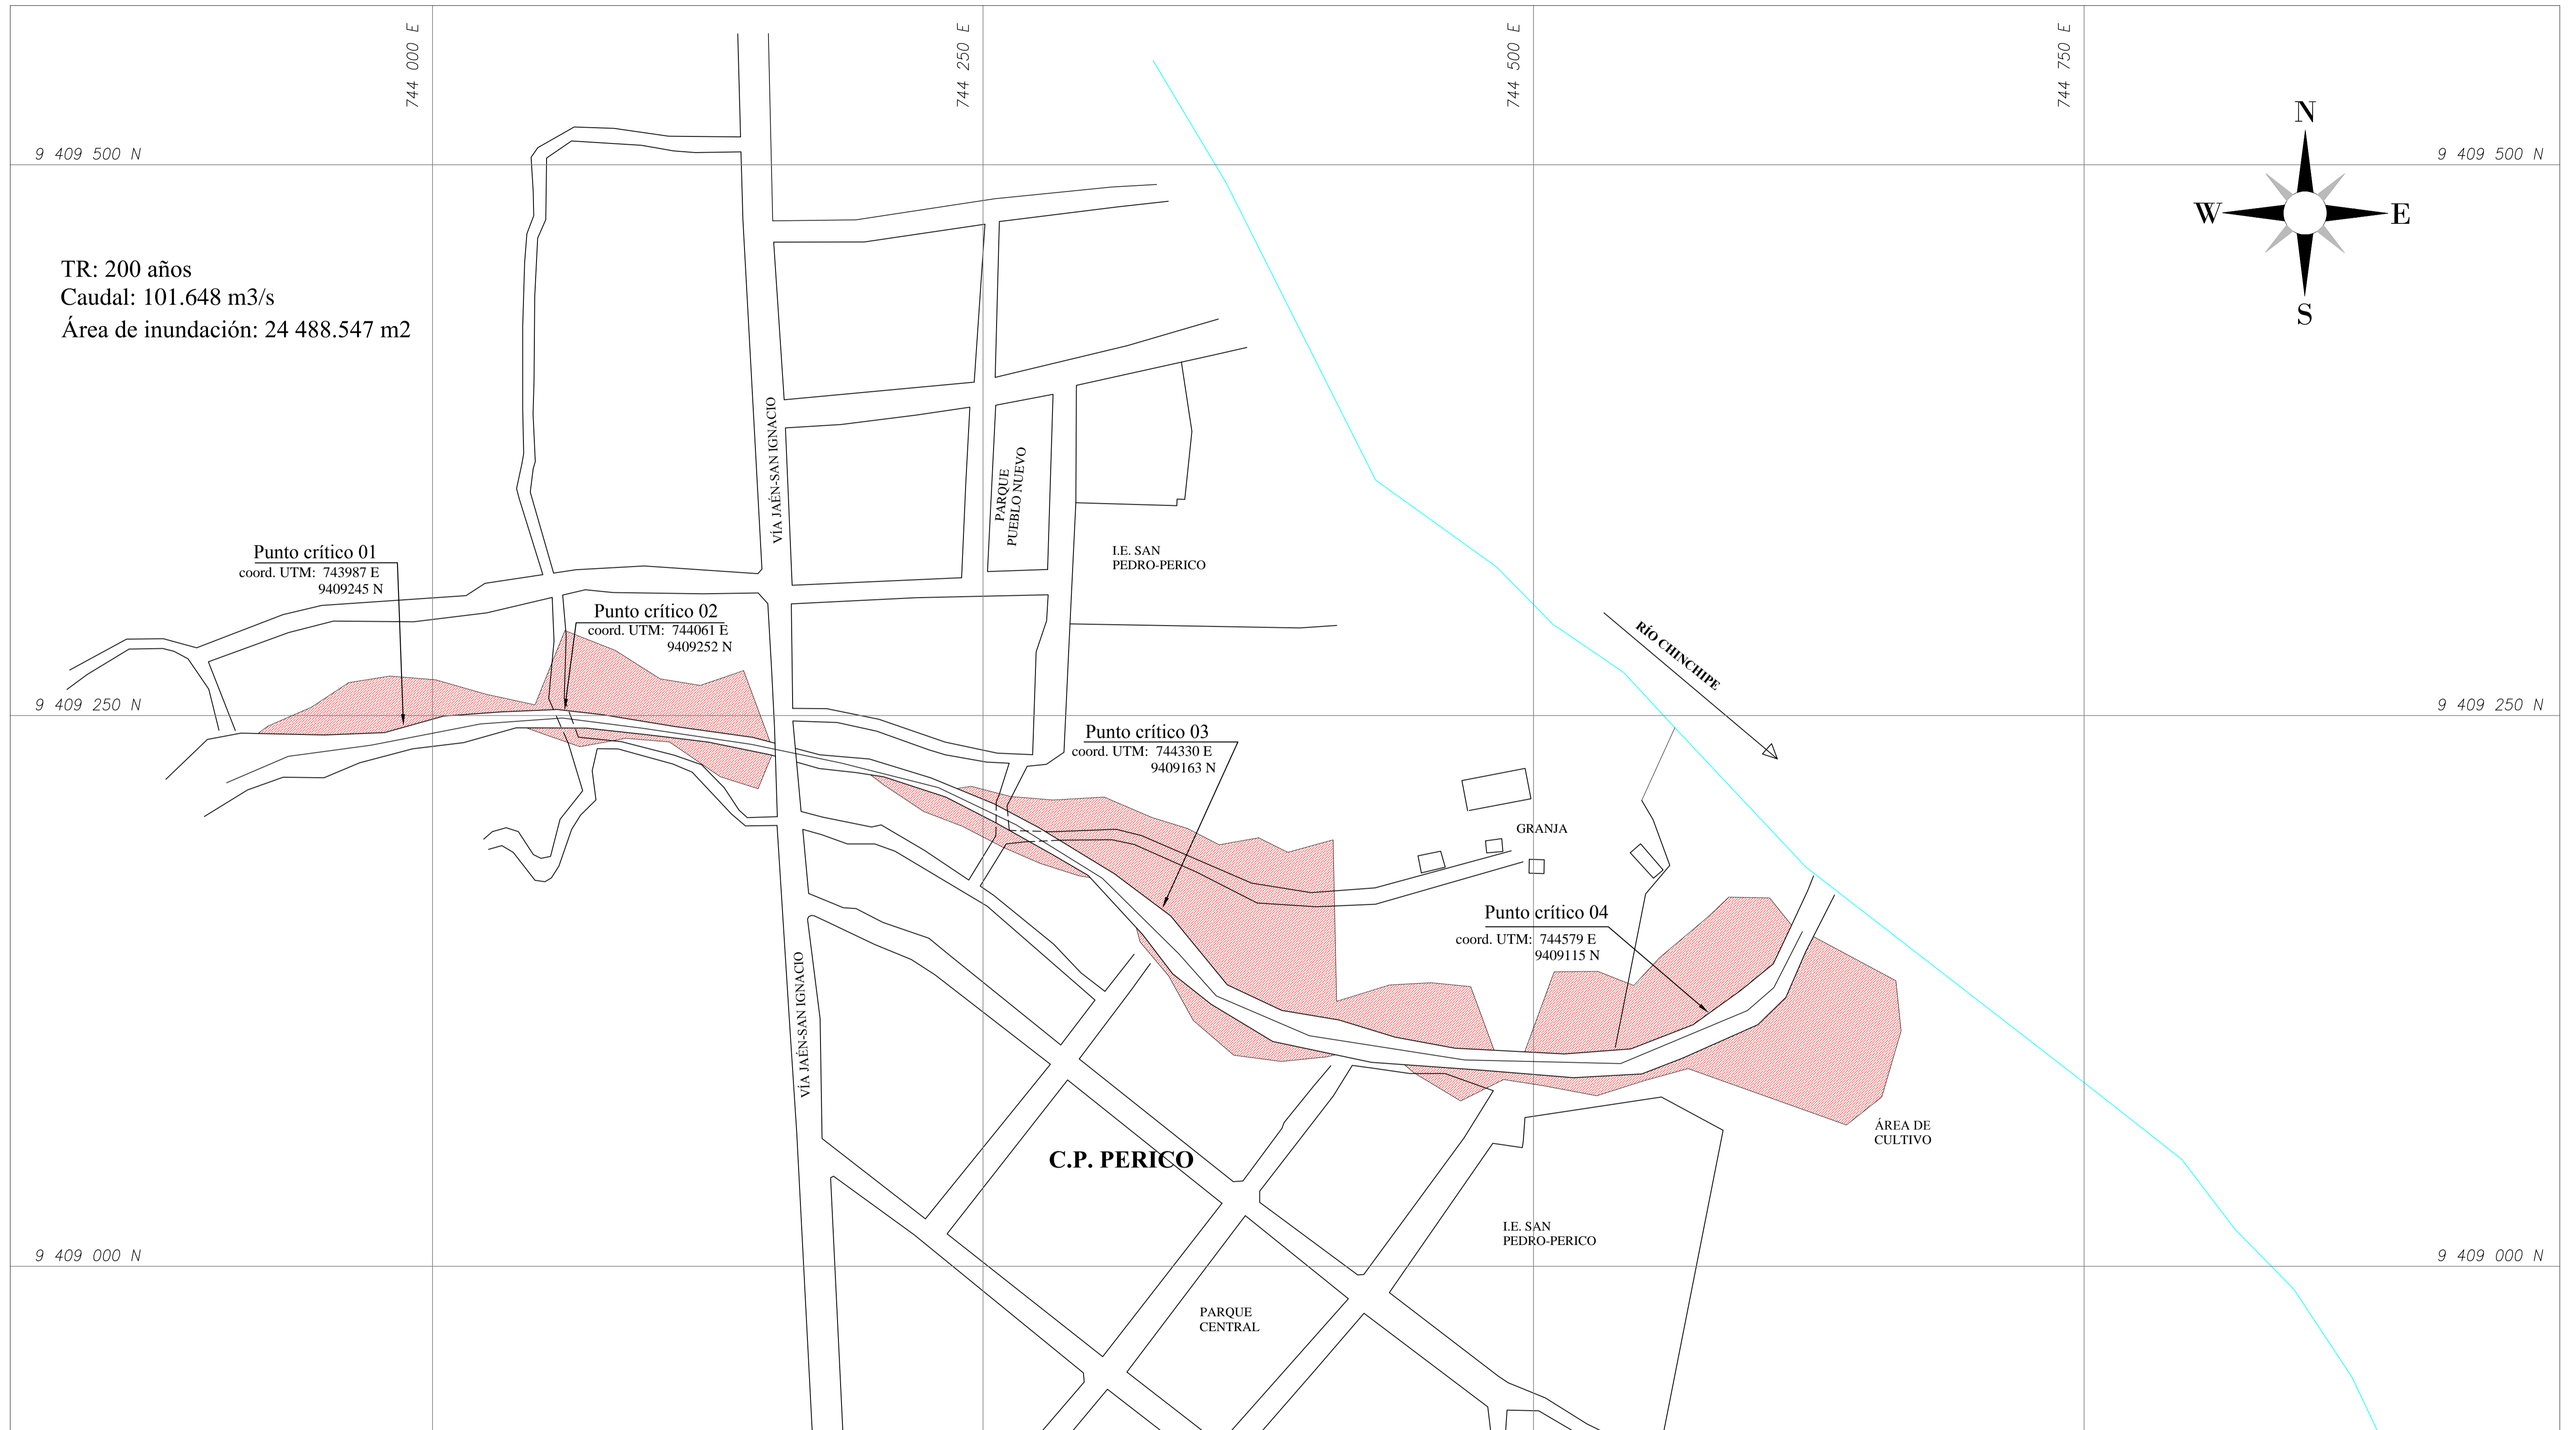 744 000 E
744 250 E
744 500 E
744 750 E
N
W
E
S
9 409 500 N
9 409 500 N
TR: 200 años
Caudal: 101.648 m3/s
Área de inundación: 24 488.547 m2
VÍA JAÉN-SAN IGNACIO
PARQUE
PUEBLO NUEVO
I.E. SAN
PEDRO-PERICO
Punto crítico 01
coord. UTM: 743987 E
9409245 N
Punto crítico 02
coord. UTM: 744061 E
9409252 N
RÍO CHINCHIPE
9 409 250 N
9 409 250 N
Punto crítico 03
coord. UTM: 744330 E
9409163 N
GRANJA
Punto crítico 04
coord. UTM: 744579 E
9409115 N
VÍA JAÉN-SAN IGNACIO
ÁREA DE
CULTIVO
C.P. PERICO
I.E. SAN
PEDRO-PERICO
9 409 000 N
9 409 000 N
PARQUE
CENTRAL